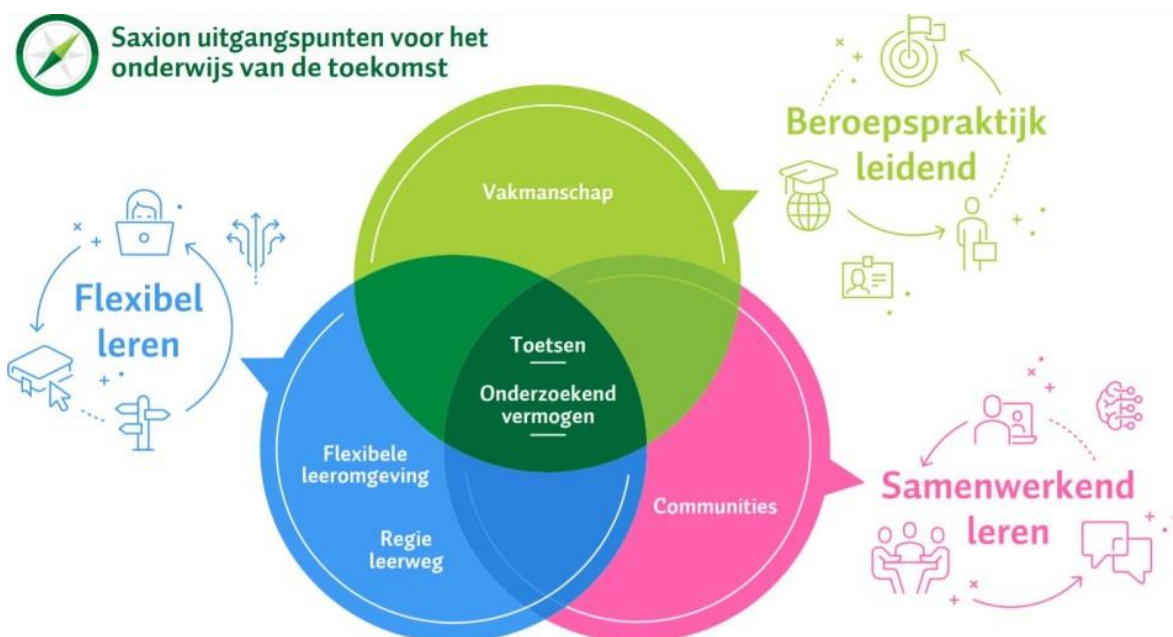 Saxion uitgangspunten voor het
onderwijs van de toekomst
Beroepspraktijk
leidend
Vakmanschap
Flexibel
leren
Toetsen
Onderzoekend
vermogen
Flexibele
leeromgeving
Regie
leerweg
Communities
Samenwerkend
leren